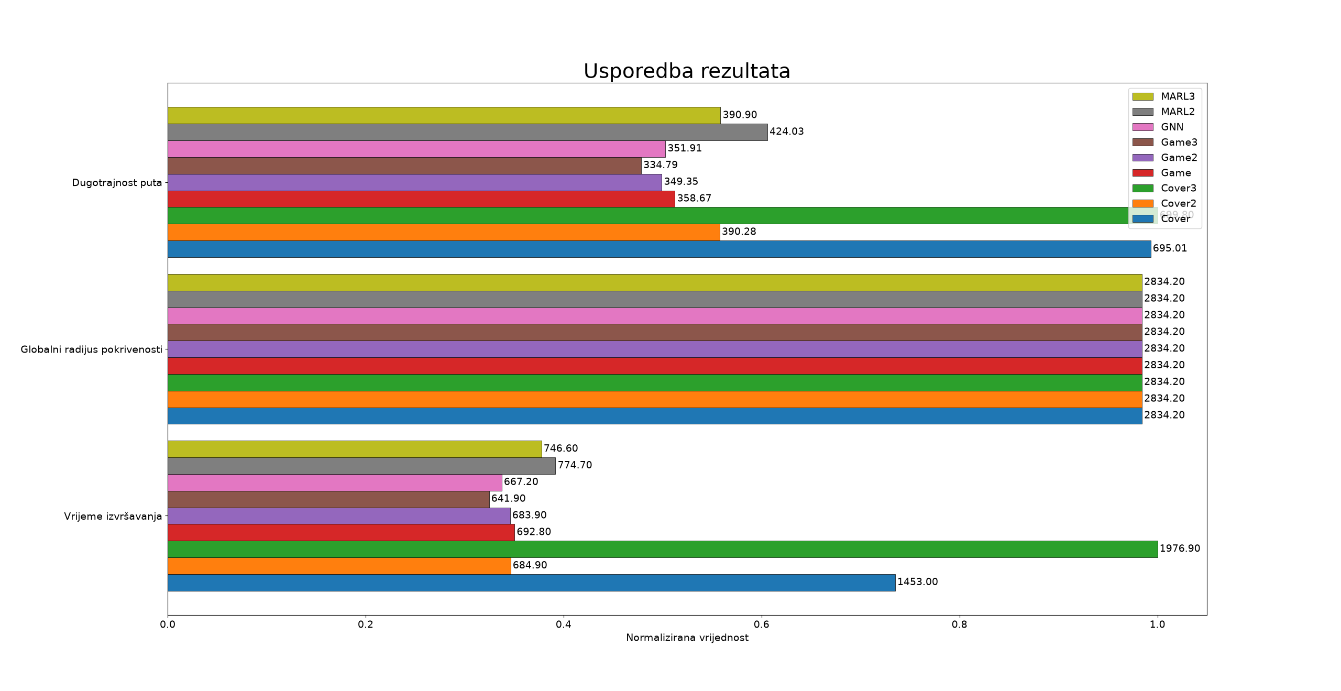 Usporedba rezultata
MARL3
MARL2
GNN
Game3
Game2
Game
Cover3
Cover2
Cover
Dugotrajnost puta
390.90
424.03
351.91
334.79
349.35
358.67
390.28
695.01
Globalni radijus pokrivenosti
2834.20
2834.20
2834.20
2834.20
2834.20
2834.20
2834.20
2834.20
2834.20
Vrijeme izvršavanja
746.60
774.70
667.20
641.90
683.90
692.80
1976.90
684.90
1453.00
0.0 0.2 0.4 0.6 0.8 1.0
Normalizirana vrijednost